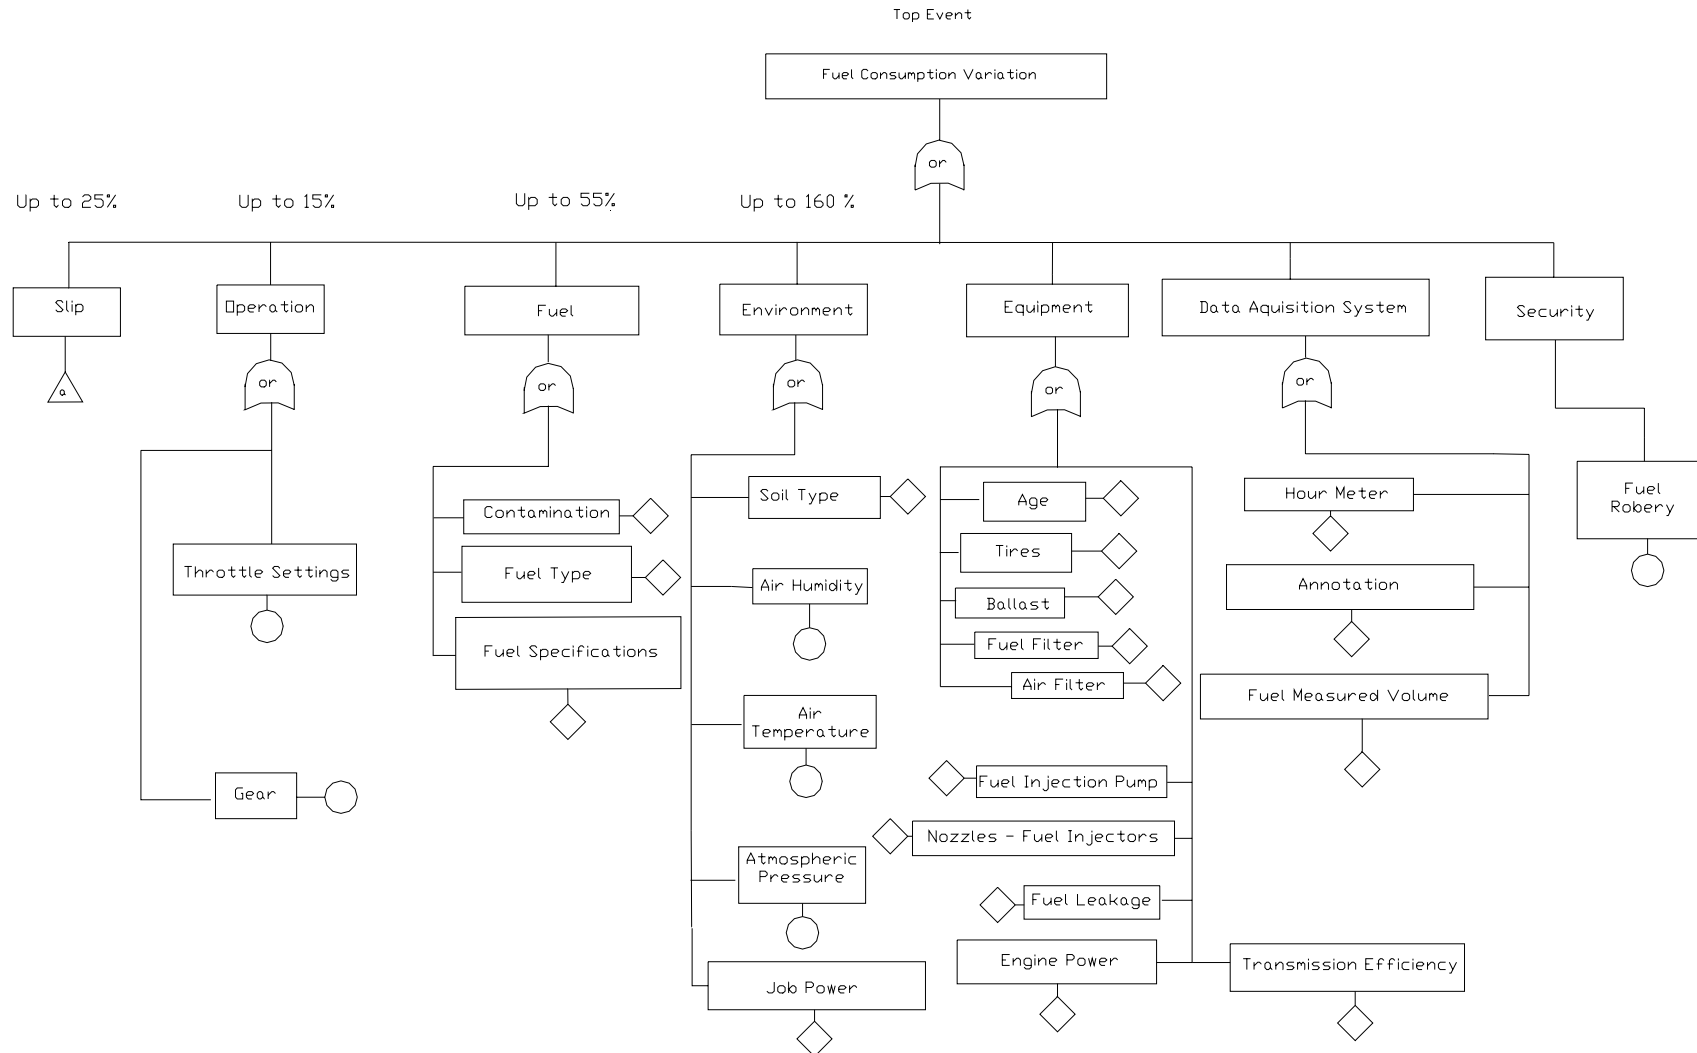 Top Event
Fuel Consumption Variation
or
Up to 25%
Up to 15%
Up to 55%
Up to 160 %
Slip
Operation
Fuel
Environment
Equipment
Data Aquisition System
Security
a
or
or
or
or
or
Throttle Settings
Gear
Contamination
Fuel Type
Fuel Specifications
Soil Type
Air Humidity
Air
Temperature
Atmospheric
Pressure
Job Power
Age
Tires
Ballast
Fuel Filter
Air Filter
Fuel Injection Pump
Nozzles - Fuel Injectors
Fuel Leakage
Engine Power
Transmission Efficiency
Hour Meter
Annotation
Fuel Measured Volume
Fuel
Robery